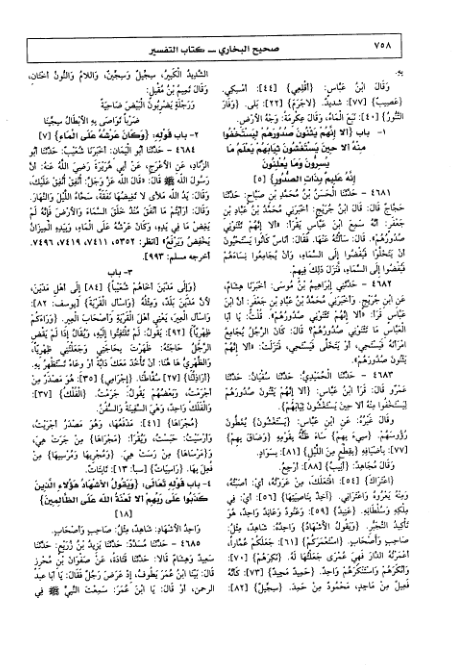 ٧٥٨
صحيح البخاري ــ كتاب التفسير
بِهِ.
وَقَالَ ابْنُ عَبَّاسٍ: {أَقْلِعِي} [٤٤]: أَمْسِكِي.
{عَصِيبٌ} [٧٧]: شَدِيدٌ. {لَا جَرَمَ} [٢٢]: بَلَى. {وَفَارَ
التَّنُّورُ} [٤٠]: نَبَعَ الْمَاءُ، وَقَالَ عِكْرِمَةُ: وَجْهُ الأَرْضِ.
١- باب {أَلَا إِنَّهُمْ يَثْنُونَ صُدُورَهُمْ لِيَسْتَخْفُوا
مِنْهُ أَلَا حِينَ يَسْتَغْشُونَ ثِيَابَهُمْ يَعْلَمُ مَا
يُسِرُّونَ وَمَا يُعْلِنُونَ
إِنَّهُ عَلِيمٌ بِذَاتِ الصُّدُورِ} [٥]
٤٦٨١ - حَدَّثَنَا الْحَسَنُ بْنُ مُحَمَّدِ بْنِ صَبَّاحٍ: حَدَّثَنَا
حَجَّاجٌ قَالَ: قَالَ ابْنُ جُرَيْجٍ: أَخْبَرَنِي مُحَمَّدُ بْنُ عَبَّادِ بْنِ
جَعْفَرٍ: أَنَّهُ سَمِعَ ابْنَ عَبَّاسٍ يَقْرَأُ: «أَلَا إِنَّهُمْ تَثْنَوْنِي
صُدُورُهُمْ». قَالَ: سَأَلْتُهُ عَنْهَا. فَقَالَ: أُنَاسٌ كَانُوا يَسْتَحْيُونَ
أَنْ يَتَخَلَّوْا فَيُفْضُوا إِلَى السَّمَاءِ، وَأَنْ يُجَامِعُوا نِسَاءَهُمْ
فَيُفْضُوا إِلَى السَّمَاءِ، فَنَزَلَ ذَلِكَ فِيهِمْ.
٤٦٨٢ - حَدَّثَنَا إِبْرَاهِيمُ بْنُ مُوسَى: أَخْبَرَنَا هِشَامٌ،
عَنِ ابْنِ جُرَيْجٍ، وَأَخْبَرَنِي مُحَمَّدُ بْنُ عَبَّادِ بْنِ جَعْفَرٍ: أَنَّ ابْنَ
عَبَّاسٍ قَرَأَ: «أَلَا إِنَّهُمْ تَثْنَوْنِي صُدُورُهُمْ». قُلْتُ: يَا أَبَا
الْعَبَّاسِ مَا تَثْنَوْنِي صُدُورُهُمْ؟ قَالَ: كَانَ الرَّجُلُ يُجَامِعُ
امْرَأَتَهُ فَيَسْتَحِي، أَوْ يَتَخَلَّى فَيَسْتَحِي، فَنَزَلَتْ: «أَلَا إِنَّهُمْ
يَثْنُونَ صُدُورَهُمْ».
٤٦٨٣ - حَدَّثَنَا الْحُمَيْدِيُّ: حَدَّثَنَا سُفْيَانُ: حَدَّثَنَا
عَمْرٌو قَالَ: قَرَأَ ابْنُ عَبَّاسٍ: «أَلَا إِنَّهُمْ يَثْنُونَ صُدُورَهُمْ
لِيَسْتَخْفُوا مِنْهُ أَلَا حِينَ يَسْتَغْشُونَ ثِيَابَهُمْ».
وَقَالَ غَيْرُهُ: عَنِ ابْنِ عَبَّاسٍ: {يَسْتَغْشُونَ} يُغَطُّونَ
رُؤُوسَهُمْ. {سِيءَ بِهِمْ} سَاءَ ظَنُّهُ بِقَوْمِهِ {وَضَاقَ بِهِمْ}
[٧٧] بِأَضْيَافِهِ {بِقِطْعٍ مِنَ اللَّيْلِ} [٨١]: بِسَوَادٍ.
وَقَالَ مُجَاهِدٌ: {أُنِيبُ} [٨٨]: أَرْجِعُ.
{اعْتَرَاكَ} [٥٤]: افْتَعَلَكَ، مِنْ عَرَوْتُهُ، أَيْ: أَصَبْتُهُ،
وَمِنْهُ يَعْرُوهُ وَاعْتَرَانِي. {آخِذٌ بِنَاصِيَتِهَا} [٥٦]: أَيْ: فِي
مِلْكِهِ وَسُلْطَانِهِ. {عَنِيدٍ} [٥٩] وَعَنُودٌ وَعَانِدٌ وَاحِدٌ، هُوَ
تَأْكِيدُ التَّجَبُّرِ. {وَيَقُولُ الأَشْهَادُ} وَاحِدُهُ: شَاهِدٌ، مِثْلُ:
صَاحِبٍ وَأَصْحَابٍ. {اسْتَعْمَرَكُمْ} [٦١]: جَعَلَكُمْ عُمَّارًا،
أَعْمَرْتُهُ الدَّارَ فَهِيَ عُمْرَى جَعَلْتُهَا لَهُ. {نَكِرَهُمْ} [٧٠]:
وَأَنْكَرَهُمْ وَاسْتَنْكَرَهُمْ وَاحِدٌ. {حَمِيدٌ مَجِيدٌ} [٧٣]: كَأَنَّهُ
فَعِيلٌ مِنْ مَاجِدٍ، مَحْمُودٌ مِنْ حَمِدَ. {سِجِّيلٍ} [٨٢]:
الشَّدِيدُ الْكَبِيرُ، سِجِّيلٌ وَسِجِّينٌ، وَاللَّامُ وَالنُّونُ أُخْتَانِ،
وَقَالَ تَمِيمُ بْنُ مُقْبِلٍ:
وَرَجْلَةٍ يَضْرِبُونَ الْبَيْضَ ضَاحِيَةً
ضَرْبًا تَوَاصَى بِهِ الأَبْطَالُ سِجِّينَا
٢- باب قَوْلِهِ: {وَكَانَ عَرْشُهُ عَلَى الْمَاءِ} [٧]
٤٦٨٤ - حَدَّثَنَا أَبُو الْيَمَانِ: أَخْبَرَنَا شُعَيْبٌ: حَدَّثَنَا أَبُو
الزِّنَادِ، عَنِ الأَعْرَجِ، عَنْ أَبِي هُرَيْرَةَ رَضِيَ اللهُ عَنْهُ: أَنَّ
رَسُولَ اللهِ ﷺ قَالَ: «قَالَ اللهُ عَزَّ وَجَلَّ: أَنْفِقْ أُنْفِقْ عَلَيْكَ،
وَقَالَ: يَدُ اللهِ مَلْأَى لَا تَغِيضُهَا نَفَقَةٌ، سَحَّاءُ اللَّيْلَ وَالنَّهَارَ.
وَقَالَ: أَرَأَيْتُمْ مَا أَنْفَقَ مُنْذُ خَلَقَ السَّمَاءَ وَالأَرْضَ فَإِنَّهُ لَمْ
يَغِضْ مَا فِي يَدِهِ، وَكَانَ عَرْشُهُ عَلَى الْمَاءِ، وَبِيَدِهِ الْمِيزَانُ
يَخْفِضُ وَيَرْفَعُ» [انظر: ٥٣٥٢، ٧٤١١، ٧٤١٩، ٧٤٩٦.
أخرجه مسلم: ٩٩٣].
٣- باب
{وَإِلَى مَدْيَنَ أَخَاهُمْ شُعَيْبًا} [٨٤] إِلَى أَهْلِ مَدْيَنَ،
لِأَنَّ مَدْيَنَ بَلَدٌ، وَمِثْلُهُ {وَاسْأَلِ الْقَرْيَةَ} [يوسف: ٨٢]:
وَاسْأَلِ الْعِيرَ، يَعْنِي أَهْلَ الْقَرْيَةِ وَأَصْحَابَ الْعِيرِ. {وَرَاءَكُمْ
ظِهْرِيًّا} [٩٢]: يَقُولُ: لَمْ تَلْتَفِتُوا إِلَيْهِ، وَيُقَالُ إِذَا لَمْ يَقْضِ
الرَّجُلُ حَاجَتَهُ: ظَهَرْتَ بِحَاجَتِي وَجَعَلْتَنِي ظِهْرِيًّا،
وَالظِّهْرِيُّ هَا هُنَا: أَنْ تَأْخُذَ مَعَكَ دَابَّةً أَوْ وِعَاءً تَسْتَظْهِرُ بِهِ.
{أَرَاذِلُنَا} [٢٧] سُقَّاطُنَا. {إِجْرَامِي} [٣٥]: هُوَ مَصْدَرٌ مِنْ
أَجْرَمْتُ، وَبَعْضُهُمْ يَقُولُ: جَرَمْتُ. {الْفُلْكُ} [٣٧]:
وَالْفَلَكُ وَاحِدٌ، وَهِيَ السَّفِينَةُ وَالسُّفُنُ.
{مُجْرَاهَا} [٤١]: مَدْفَعُهَا، وَهُوَ مَصْدَرُ أَجْرَيْتُ،
وَأَرْسَيْتُ: حَبَسْتُ، وَيُقْرَأُ: {مَجْرَاهَا} مِنْ جَرَتْ هِيَ،
وَ{مَرْسَاهَا} مِنْ رَسَتْ هِيَ. {وَمُجْرِيهَا وَمُرْسِيهَا} مِنْ
فُعِلَ بِهَا. {رَاسِيَاتٌ} [سبأ: ١٣]: ثَابِتَاتٌ.
٤- باب قَوْلِهِ تَعَالَى: {وَيَقُولُ الأَشْهَادُ هَؤُلَاءِ الَّذِينَ
كَذَبُوا عَلَى رَبِّهِمْ أَلَا لَعْنَةُ اللهِ عَلَى الظَّالِمِينَ}
[١٨]
وَاحِدُ الأَشْهَادِ: شَاهِدٌ، مِثْلُ: صَاحِبٍ وَأَصْحَابٍ.
٤٦٨٥ - حَدَّثَنَا مُسَدَّدٌ: حَدَّثَنَا يَزِيدُ بْنُ زُرَيْعٍ: حَدَّثَنَا
سَعِيدٌ وَهِشَامٌ قَالَا: حَدَّثَنَا قَتَادَةُ، عَنْ صَفْوَانَ بْنِ مُحْرِزٍ
قَالَ: بَيْنَا ابْنُ عُمَرَ يَطُوفُ، إِذْ عَرَضَ رَجُلٌ فَقَالَ: يَا أَبَا عَبْدِ
الرَّحْمَنِ، أَوْ قَالَ: يَا ابْنَ عُمَرَ: سَمِعْتَ النَّبِيَّ ﷺ فِي